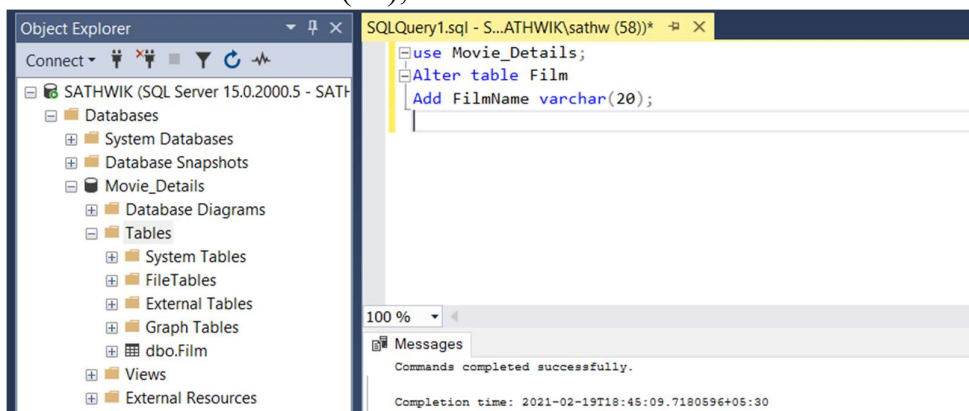 Object Explorer
Connect
SATHWIK (SQL Server 15.0.2000.5 - SATH
Databases
System Databases
Database Snapshots
Movie_Details
Database Diagrams
Tables
System Tables
FileTables
External Tables
Graph Tables
dbo.Film
Views
External Resources
SQLQuery1.sql - S...ATHWIK\sathw (58))*
use Movie_Details;
Alter table Film
Add FilmName varchar(20);
100 %
Messages
Commands completed successfully.
Completion time: 2021-02-19T18:45:09.7180596+05:30